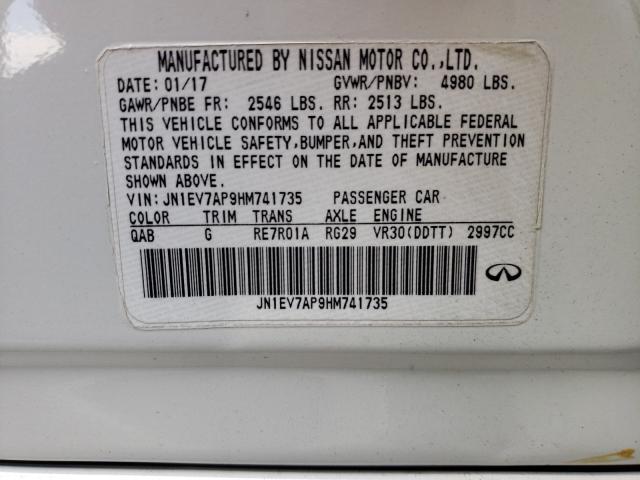 MANUFACTURED BY NISSAN MOTOR CO.,LTD.
DATE: 01/17 GVWR/PNBV: 4980 LBS.
GAWR/PNBE FR: 2546 LBS. RR: 2513 LBS.
THIS VEHICLE CONFORMS TO ALL APPLICABLE FEDERAL
MOTOR VEHICLE SAFETY,BUMPER,AND THEFT PREVENTION
STANDARDS IN EFFECT ON THE DATE OF MANUFACTURE
SHOWN ABOVE.
VIN: JN1EV7AP9HM741735 PASSENGER CAR
COLOR TRIM TRANS AXLE ENGINE
QAB G RE7R01A RG29 VR30(DDTT) 2997CC
JN1EV7AP9HM741735